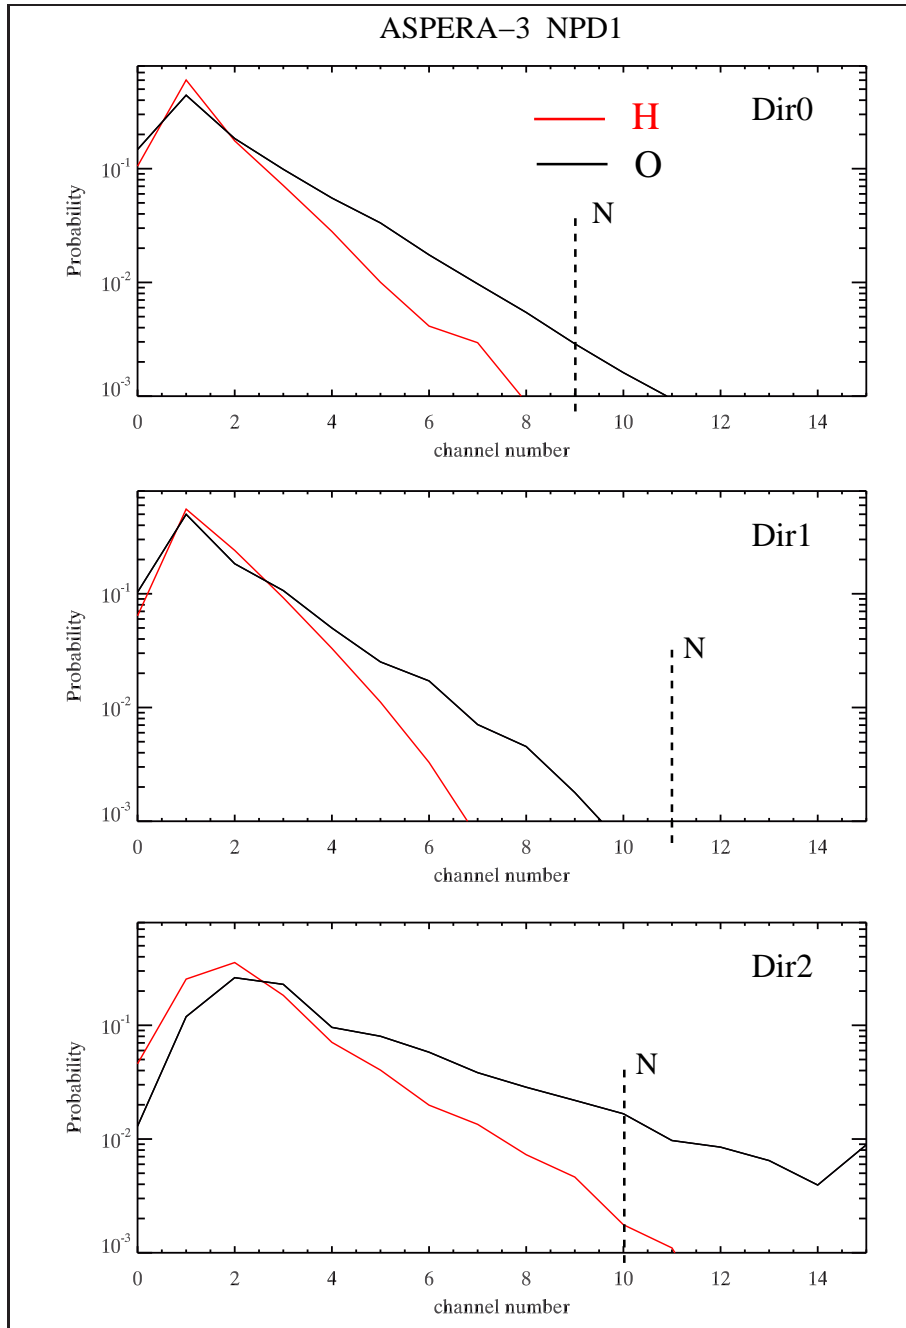 ASPERA−3 NPD1
Dir0
H
O
N
Probability
10⁻¹
10⁻²
10⁻³
0 2 4 6 8 10 12 14
channel number
Dir1
N
Probability
10⁻¹
10⁻²
10⁻³
0 2 4 6 8 10 12 14
channel number
Dir2
N
Probability
10⁻¹
10⁻²
10⁻³
0 2 4 6 8 10 12 14
channel number